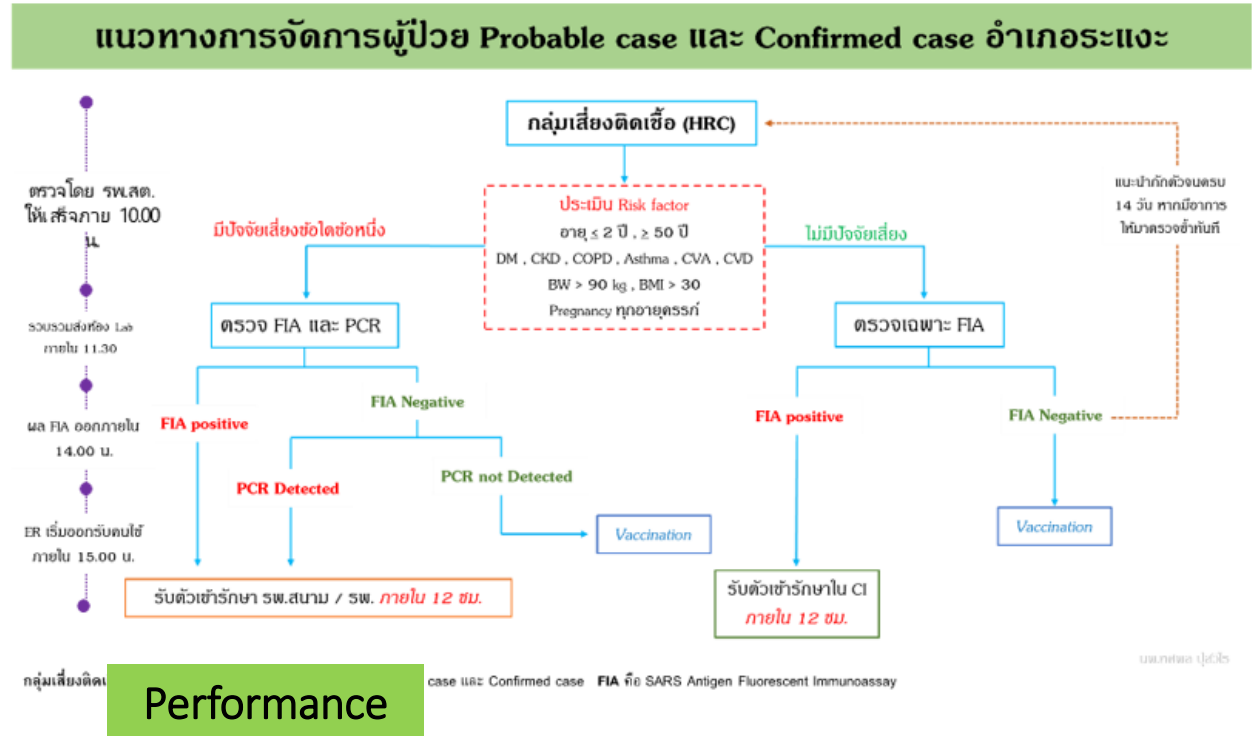 แนวทางการจัดการผู้ป่วย Probable case และ Confirmed case อำเภอระแงะ
กลุ่มเสี่ยงติดเชื้อ (HRC)
ตรวจโดย รพ.สต.
ให้เสร็จภาย 10.00
น.
แนะนำกักตัวจนครบ
14 วัน หากมีอาการ
ให้มาตรวจซ้ำทันที
ประเมิน Risk factor
อายุ ≤ 2 ปี , ≥ 50 ปี
DM , CKD , COPD , Asthma , CVA , CVD
BW > 90 kg , BMI > 30
Pregnancy ทุกอายุครรภ์
มีปัจจัยเสี่ยงข้อใดข้อหนึ่ง
ไม่มีปัจจัยเสี่ยง
รวบรวมส่งห้อง Lab
ภายใน 11.30
ตรวจ FIA และ PCR
ตรวจเฉพาะ FIA
ผล FIA ออกภายใน
14.00 น.
FIA positive
FIA Negative
FIA positive
FIA Negative
PCR Detected
PCR not Detected
ER เริ่มออกรับคนไข้
ภายใน 15.00 น.
Vaccination
Vaccination
รับตัวเข้ารักษา รพ.สนาม / รพ. ภายใน 12 ชม.
รับตัวเข้ารักษาใน CI
ภายใน 12 ชม.
กลุ่มเสี่ยงติดเ case และ Confirmed case FIA คือ SARS Antigen Fluorescent Immunoassay
Performance